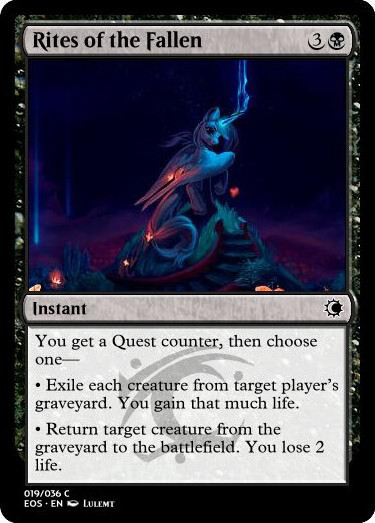 Rites of the Fallen 3
Instant
You get a Quest counter, then choose
one—
• Exile each creature from target player's
graveyard. You gain that much life.
• Return target creature from the
graveyard to the battlefield. You lose 2
life.
019/036 C
EOS • EN LULEMT